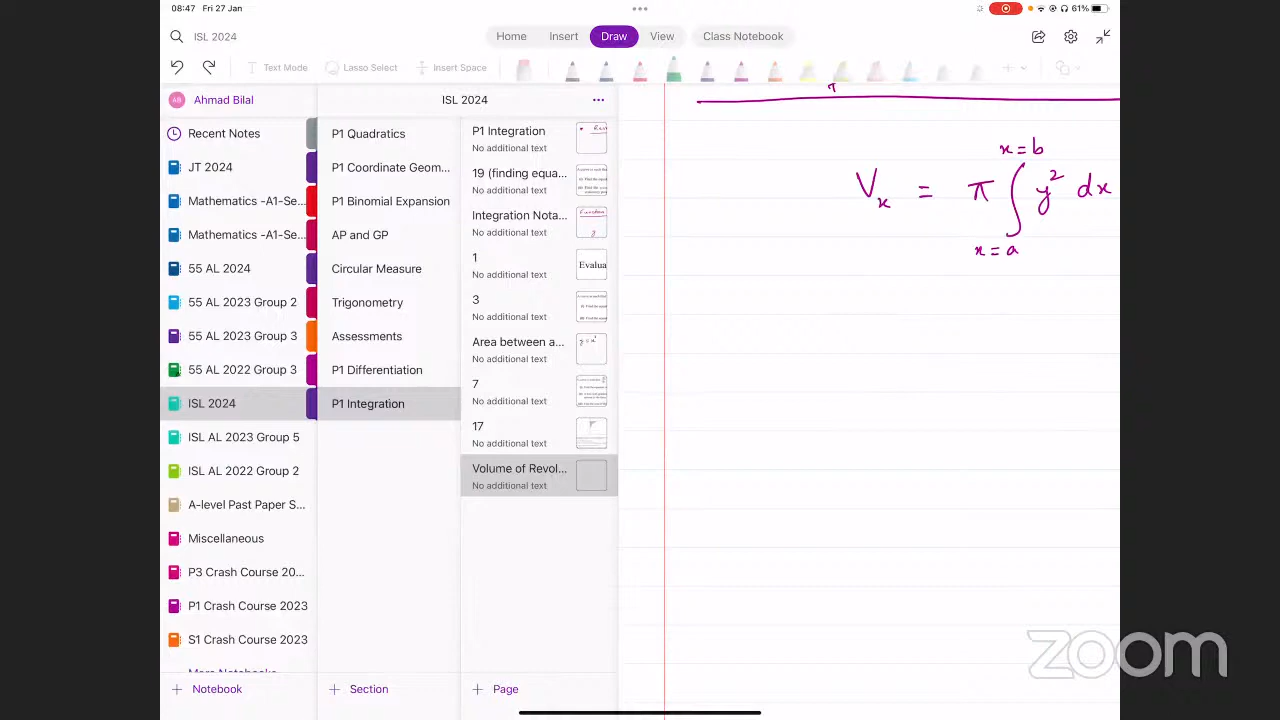 08:47 Fri 27 Jan
61%
ISL 2024
Home Insert Draw View Class Notebook
Text Mode Lasso Select Insert Space
AB Ahmad Bilal
Recent Notes
JT 2024
Mathematics -A1-Se...
Mathematics -A1-Se...
55 AL 2024
55 AL 2023 Group 2
55 AL 2023 Group 3
55 AL 2022 Group 3
ISL 2024
ISL AL 2023 Group 5
ISL AL 2022 Group 2
A-level Past Paper S...
Miscellaneous
P3 Crash Course 20...
P1 Crash Course 2023
S1 Crash Course 2023
More Notebooks
+ Notebook
P1 Quadratics
P1 Coordinate Geom...
P1 Binomial Expansion
AP and GP
Circular Measure
Trigonometry
Assessments
P1 Differentiation
Integration
+ Section
ISL 2024
P1 Integration
No additional text
19 (finding equa...
No additional text
Integration Nota...
No additional text
1
No additional text
3
No additional text
Area between a...
No additional text
7
No additional text
17
No additional text
Volume of Revol...
No additional text
+ Page
Function
Evalua
x = b
Vx = π ∫ y² dx
x = a
zoom